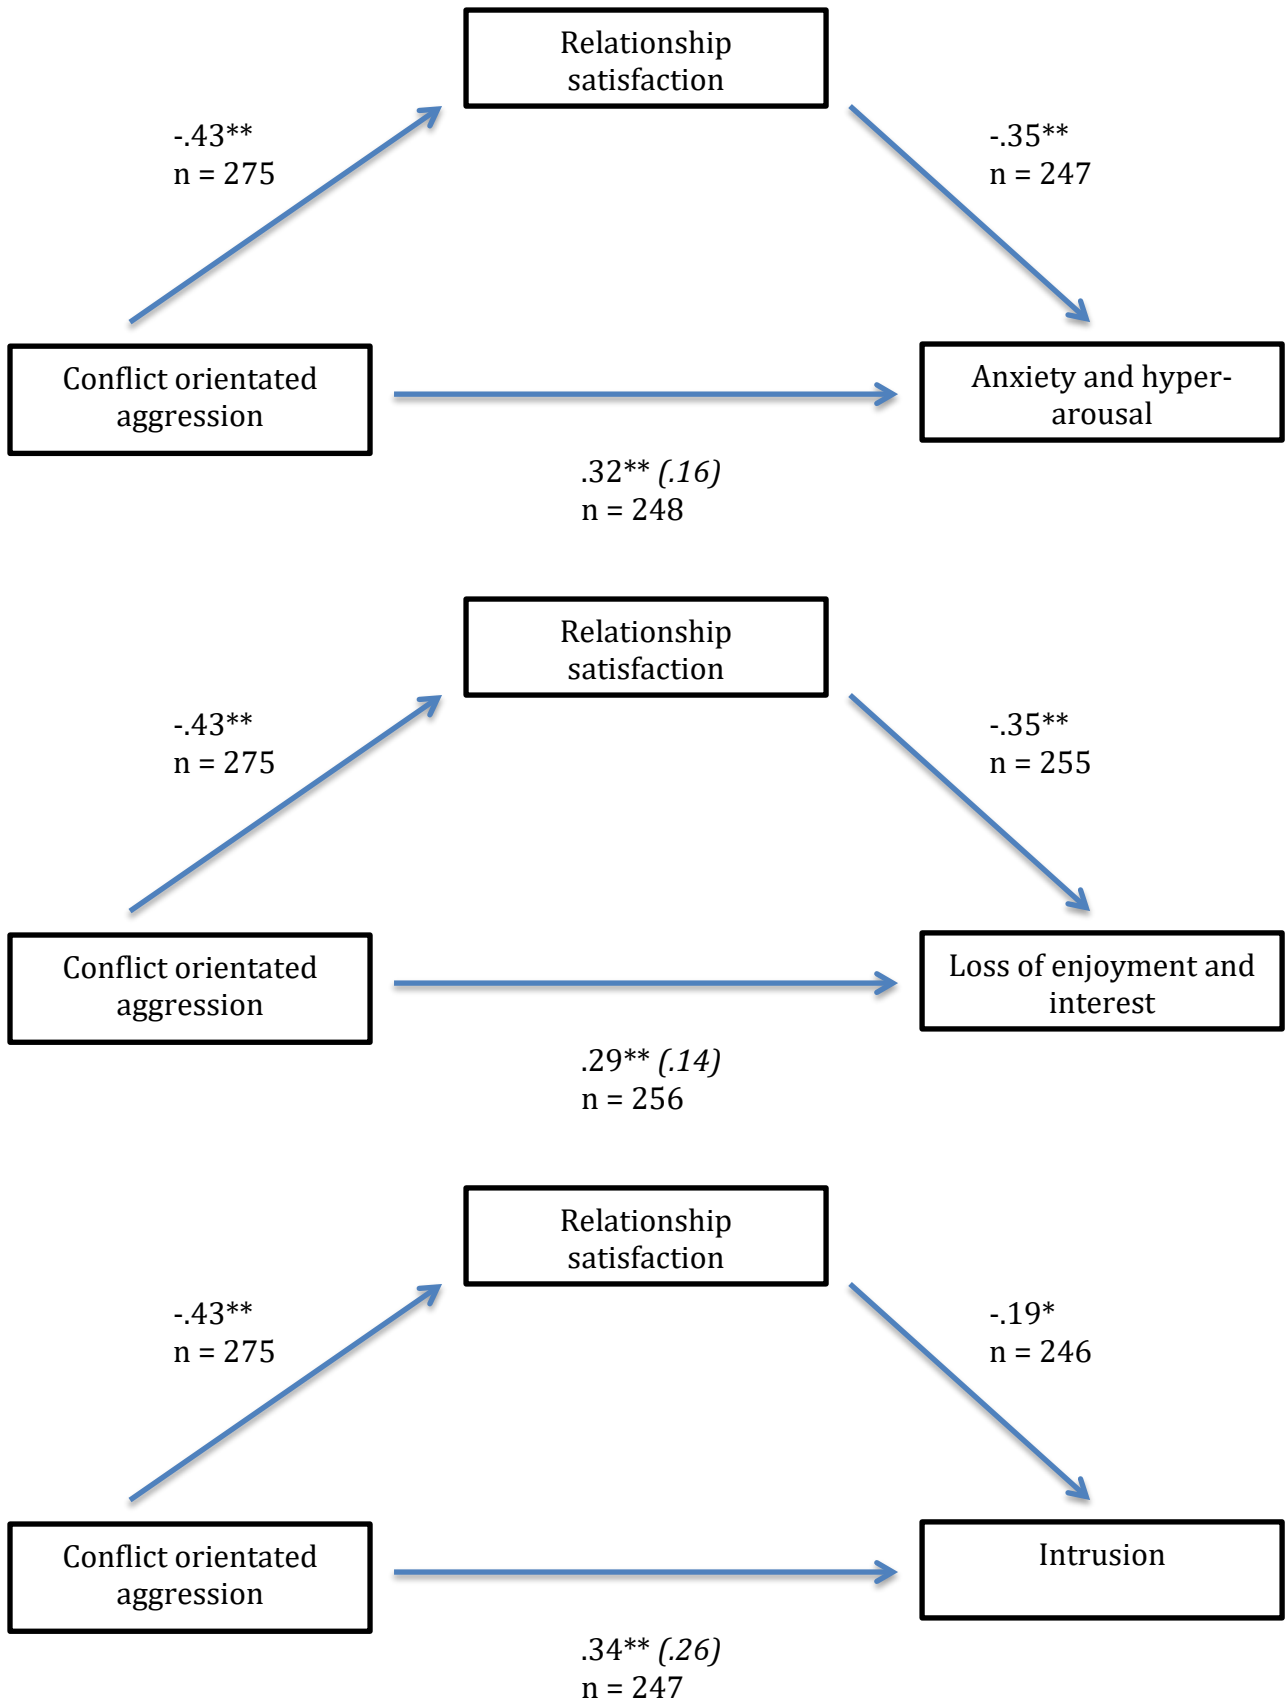 Relationship
satisfaction
-.43**
n = 275
-.35**
n = 247
Conflict orientated
aggression
Anxiety and hyper-
arousal
.32** (.16)
n = 248
Relationship
satisfaction
-.43**
n = 275
-.35**
n = 255
Conflict orientated
aggression
Loss of enjoyment and
interest
.29** (.14)
n = 256
Relationship
satisfaction
-.43**
n = 275
-.19*
n = 246
Conflict orientated
aggression
Intrusion
.34** (.26)
n = 247